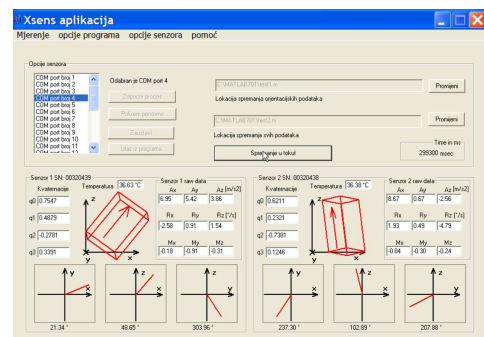 Xsens aplikacija
Mjerenje opcije programa opcije senzora pomoć
Opcije senzora
COM port broj 1
COM port broj 2
COM port broj 3
COM port broj 4
COM port broj 5
COM port broj 6
COM port broj 7
COM port broj 8
COM port broj 9
COM port broj 10
COM port broj 11
Odabran je COM port 4
Zaustavi
Izlaz iz programa
C:\MATLAB701\test1.m
Promijeni
Lokacija spremanja orijentacijskih podataka
C:\MATLAB701\test2.m
Promijeni
Lokacija spremanja svih podataka
Spremanje u toku!
Time in ms
299300 msec
Senzor 1 SN: 00320439
Kvaternioni
q0 0.7547
q1 0.4879
q2 -0.2781
q3 0.3391
Temperatura 36.63 °C
z
x
y
Senzor 1 raw data
Ax Ay Az [m/s2]
6.95 5.42 3.86
Rx Ry Rz [°/s]
-2.58 0.91 1.54
Mx My Mz
-0.18 -0.91 -0.31
y x
z x
z y
21.34 °
48.65 °
303.96 °
Senzor 2 SN: 00320438
q0 0.6211
q1 0.2321
q2 -0.7381
q3 0.1246
Temperatura 36.38 °C
z
x
y
Senzor 2 raw data
Ax Ay Az [m/s2]
8.67 0.67 -2.56
Rx Ry Rz [°/s]
1.93 0.49 -4.79
Mx My Mz
-0.84 -0.30 -0.24
y x
z x
z y
237.30 °
102.89 °
207.88 °